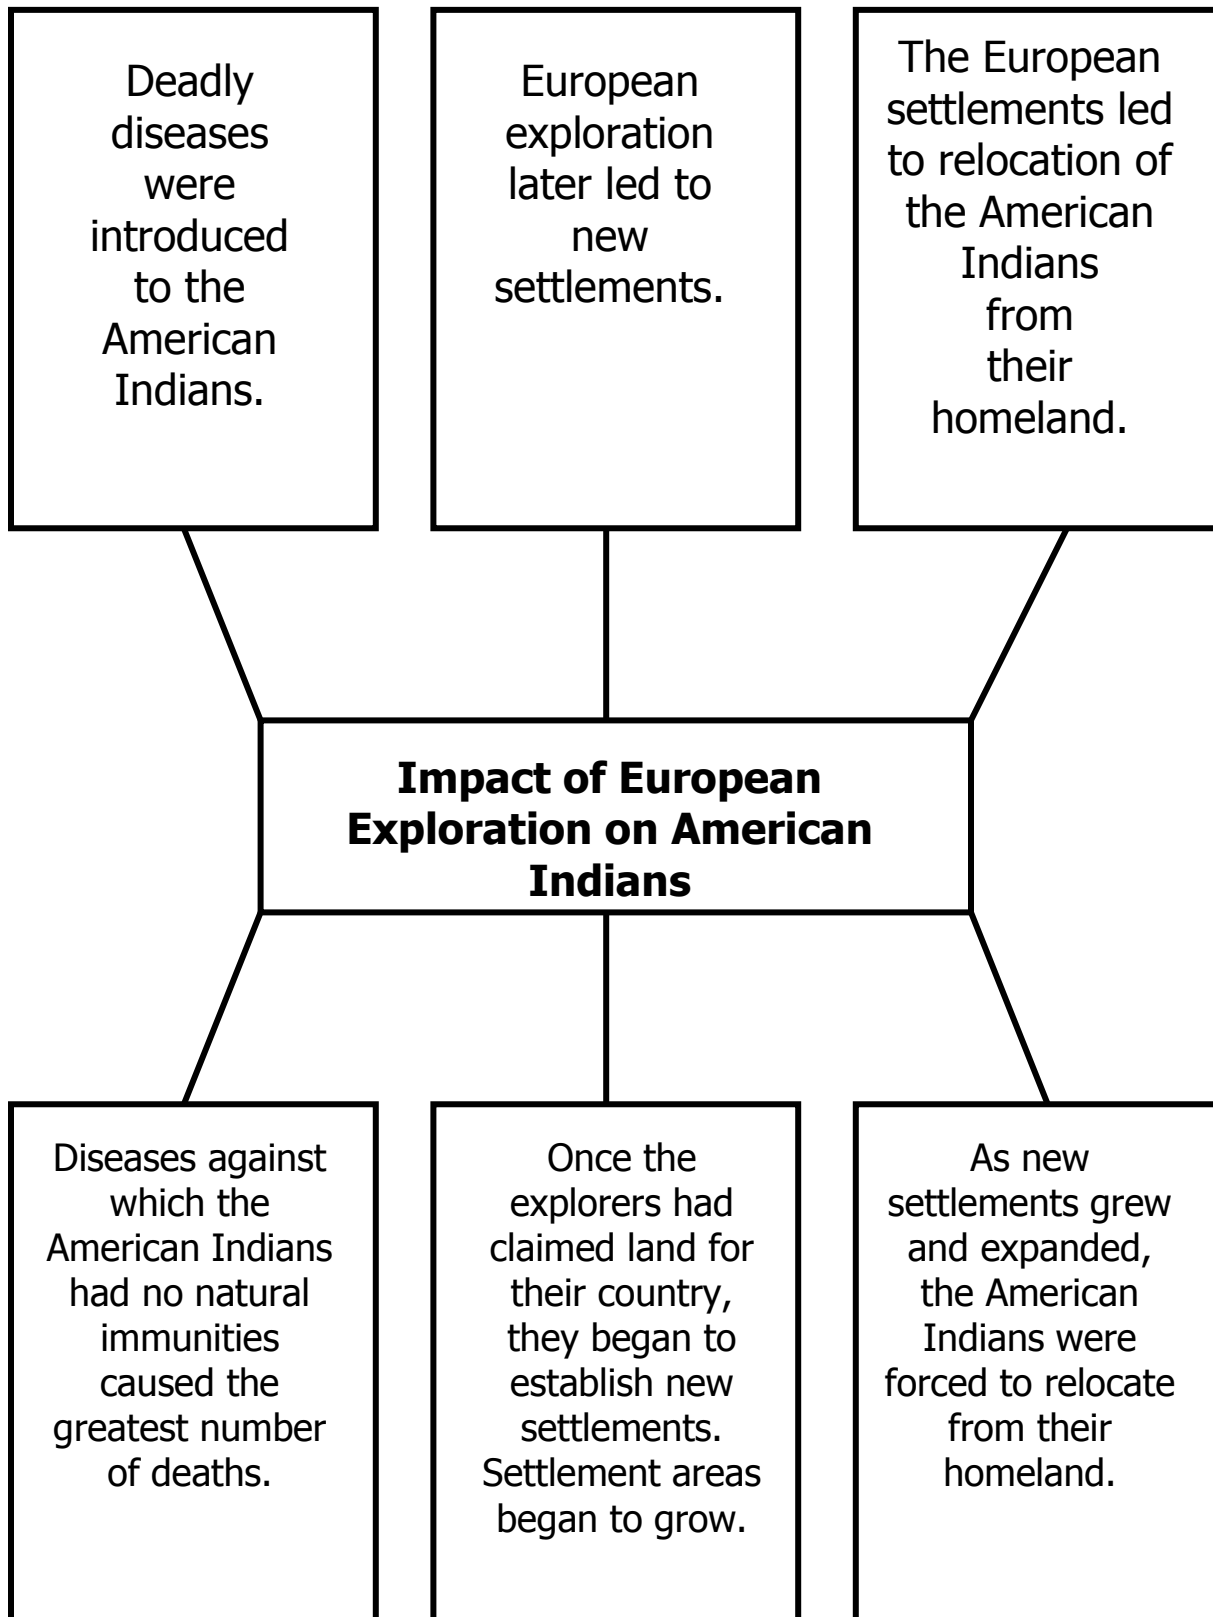 Deadly
diseases
were
introduced
to the
American
Indians.
European
exploration
later led to
new
settlements.
The European
settlements led
to relocation of
the American
Indians
from
their
homeland.
Impact of European
Exploration on American
Indians
Diseases against
which the
American Indians
had no natural
immunities
caused the
greatest number
of deaths.
Once the
explorers had
claimed land for
their country,
they began to
establish new
settlements.
Settlement areas
began to grow.
As new
settlements grew
and expanded,
the American
Indians were
forced to relocate
from their
homeland.